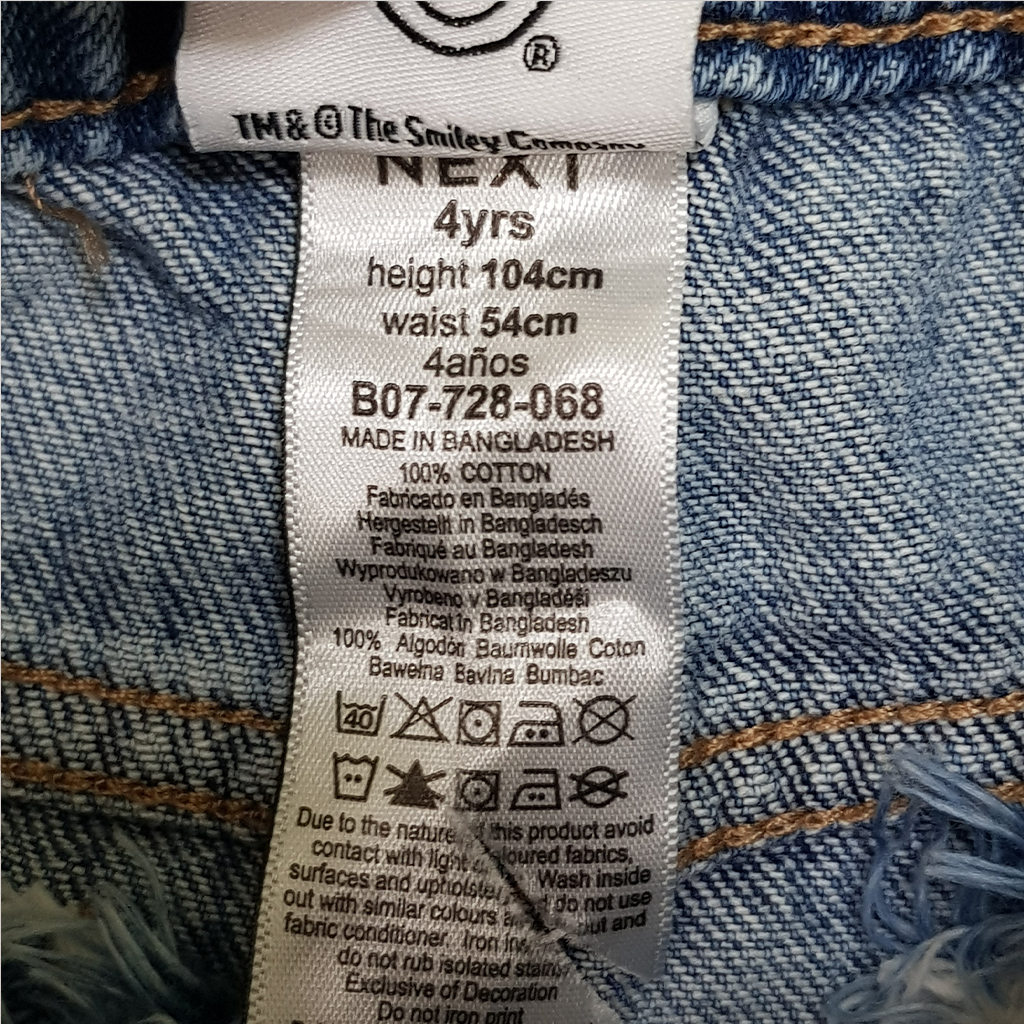 ®
TM & © The Smiley Company
NEXT
4yrs
height 104cm
waist 54cm
4años
B07-728-068
MADE IN BANGLADESH
100% COTTON
Fabricado en Bangladés
Hergestellt in Bangladesch
Fabriqué au Bangladesh
Wyprodukowano w Bangladeszu
Vyrobeno v Bangladéši
Fabricat în Bangladesh
100% Algodón Baumwolle Coton
Bawełna Bavlna Bumbac
40
Due to the nature of this product avoid
contact with light coloured fabrics,
surfaces and upholstery. Wash inside
out with similar colours and do not use
fabric conditioner. Iron inside out and
do not rub isolated stains
Exclusive of Decoration
Do not iron print